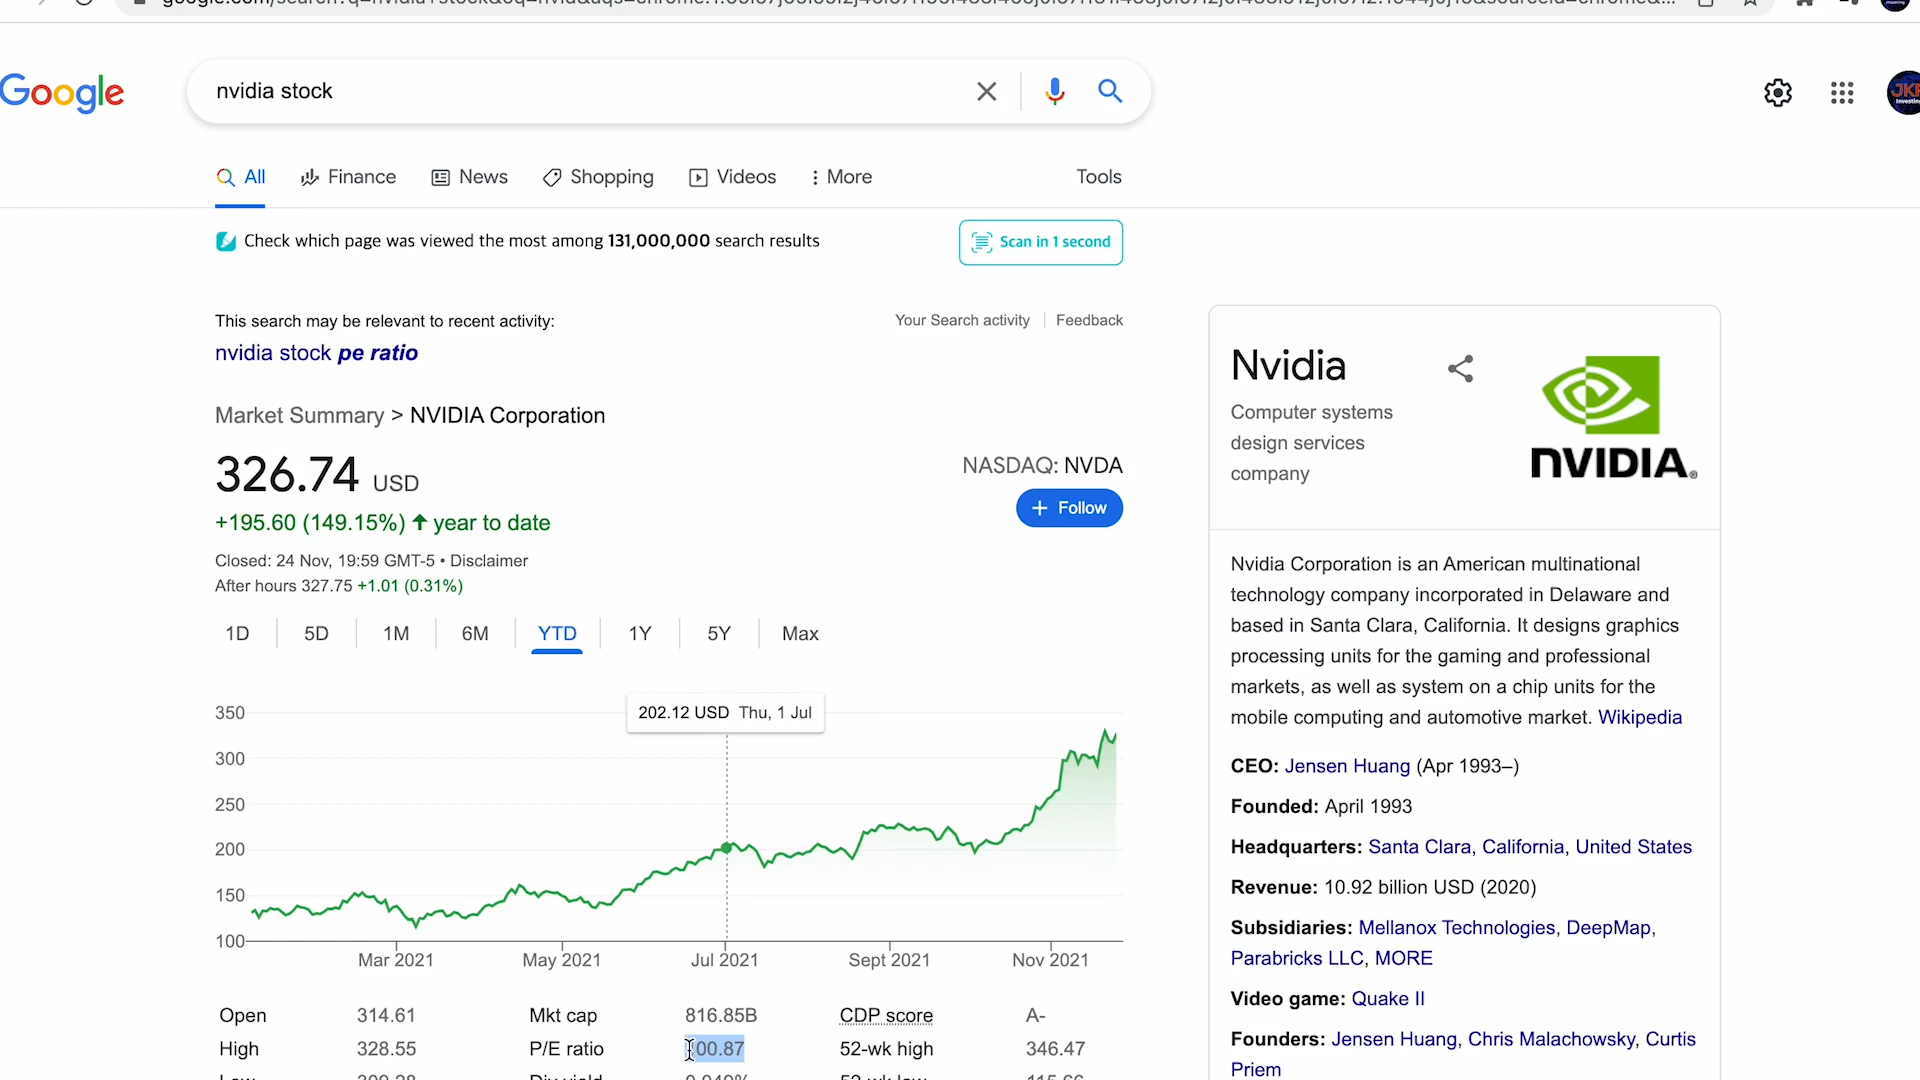 Google
nvidia stock
JKR
Investing
All
Finance
News
Shopping
Videos
More
Tools
Check which page was viewed the most among 131,000,000 search results
Scan in 1 second
This search may be relevant to recent activity:
Your Search activity
Feedback
nvidia stock pe ratio
Market Summary > NVIDIA Corporation
326.74 USD
NASDAQ: NVDA
+195.60 (149.15%) year to date
Follow
Closed: 24 Nov, 19:59 GMT-5 • Disclaimer
After hours 327.75 +1.01 (0.31%)
1D 5D 1M 6M YTD 1Y 5Y Max
202.12 USD Thu, 1 Jul
350
300
250
200
150
100
Mar 2021 May 2021 Jul 2021 Sept 2021 Nov 2021
Open 314.61 Mkt cap 816.85B CDP score A-
High 328.55 P/E ratio 00.87 52-wk high 346.47
Nvidia
Computer systems
design services
company
NVIDIA
Nvidia Corporation is an American multinational
technology company incorporated in Delaware and
based in Santa Clara, California. It designs graphics
processing units for the gaming and professional
markets, as well as system on a chip units for the
mobile computing and automotive market. Wikipedia
CEO: Jensen Huang (Apr 1993–)
Founded: April 1993
Headquarters: Santa Clara, California, United States
Revenue: 10.92 billion USD (2020)
Subsidiaries: Mellanox Technologies, DeepMap,
Parabricks LLC, MORE
Video game: Quake II
Founders: Jensen Huang, Chris Malachowsky, Curtis
Priem